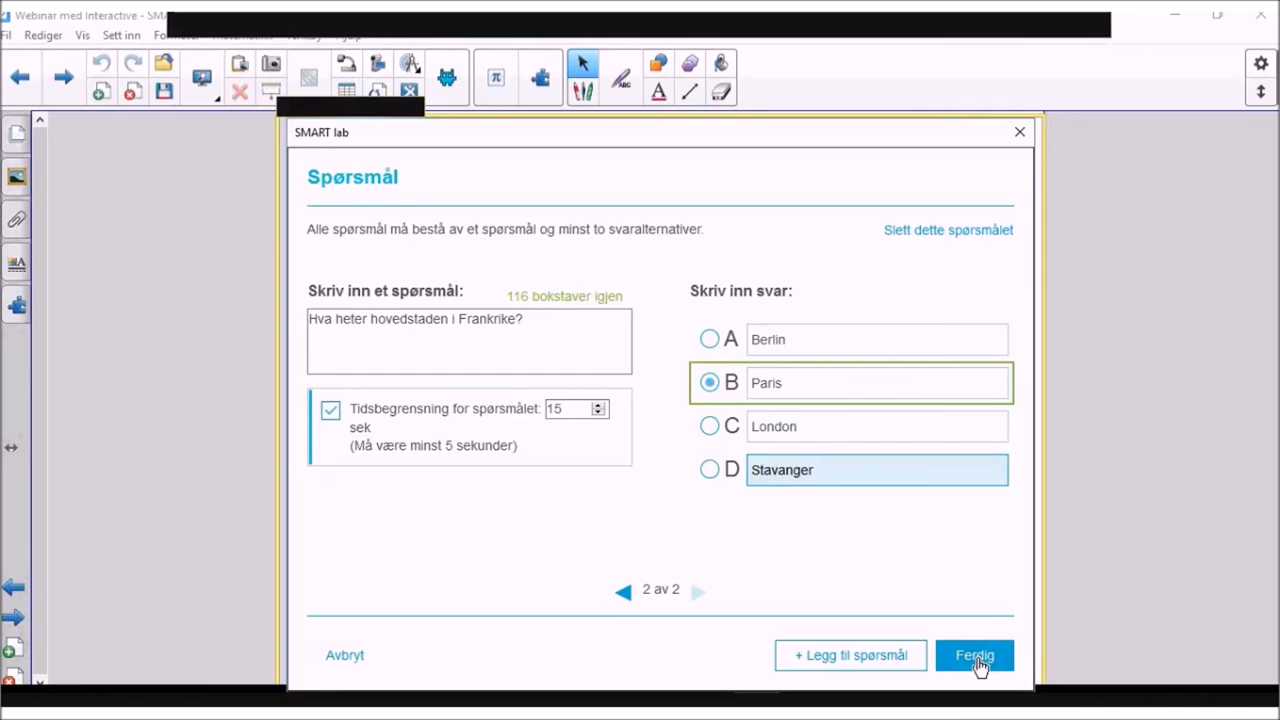 Webinar med Interactive - SMA
Fil Rediger Vis Sett inn
SMART lab
Spørsmål
Alle spørsmål må bestå av et spørsmål og minst to svaralternativer.
Slett dette spørsmålet
Skriv inn et spørsmål:
116 bokstaver igjen
Skriv inn svar:
Hva heter hovedstaden i Frankrike?
A Berlin
B Paris
C London
D Stavanger
Tidsbegrensning for spørsmålet: 15
sek
(Må være minst 5 sekunder)
2 av 2
Avbryt
+ Legg til spørsmål
Ferdig